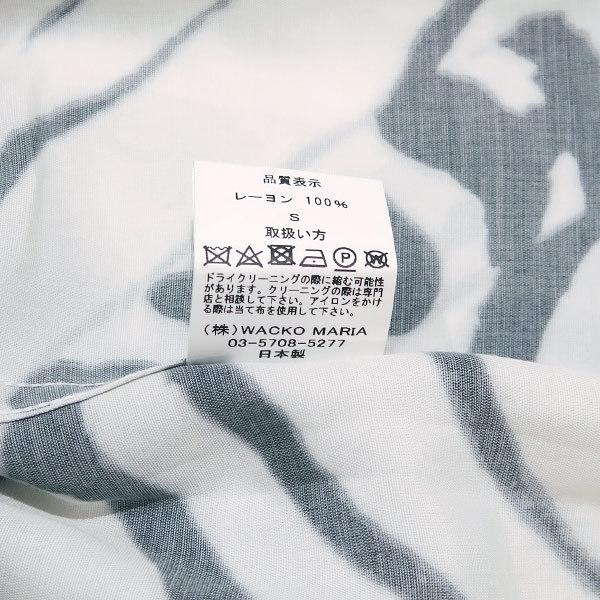 品質表示
レーヨン 100%
S
取扱い方
ドライクリーニングの際に縮む可能性
があります。クリーニングの際は専門
店と相談して下さい。アイロンをかけ
る際は当て布を使用して下さい。
(株)WACKO MARIA
03-5708-5277
日本製